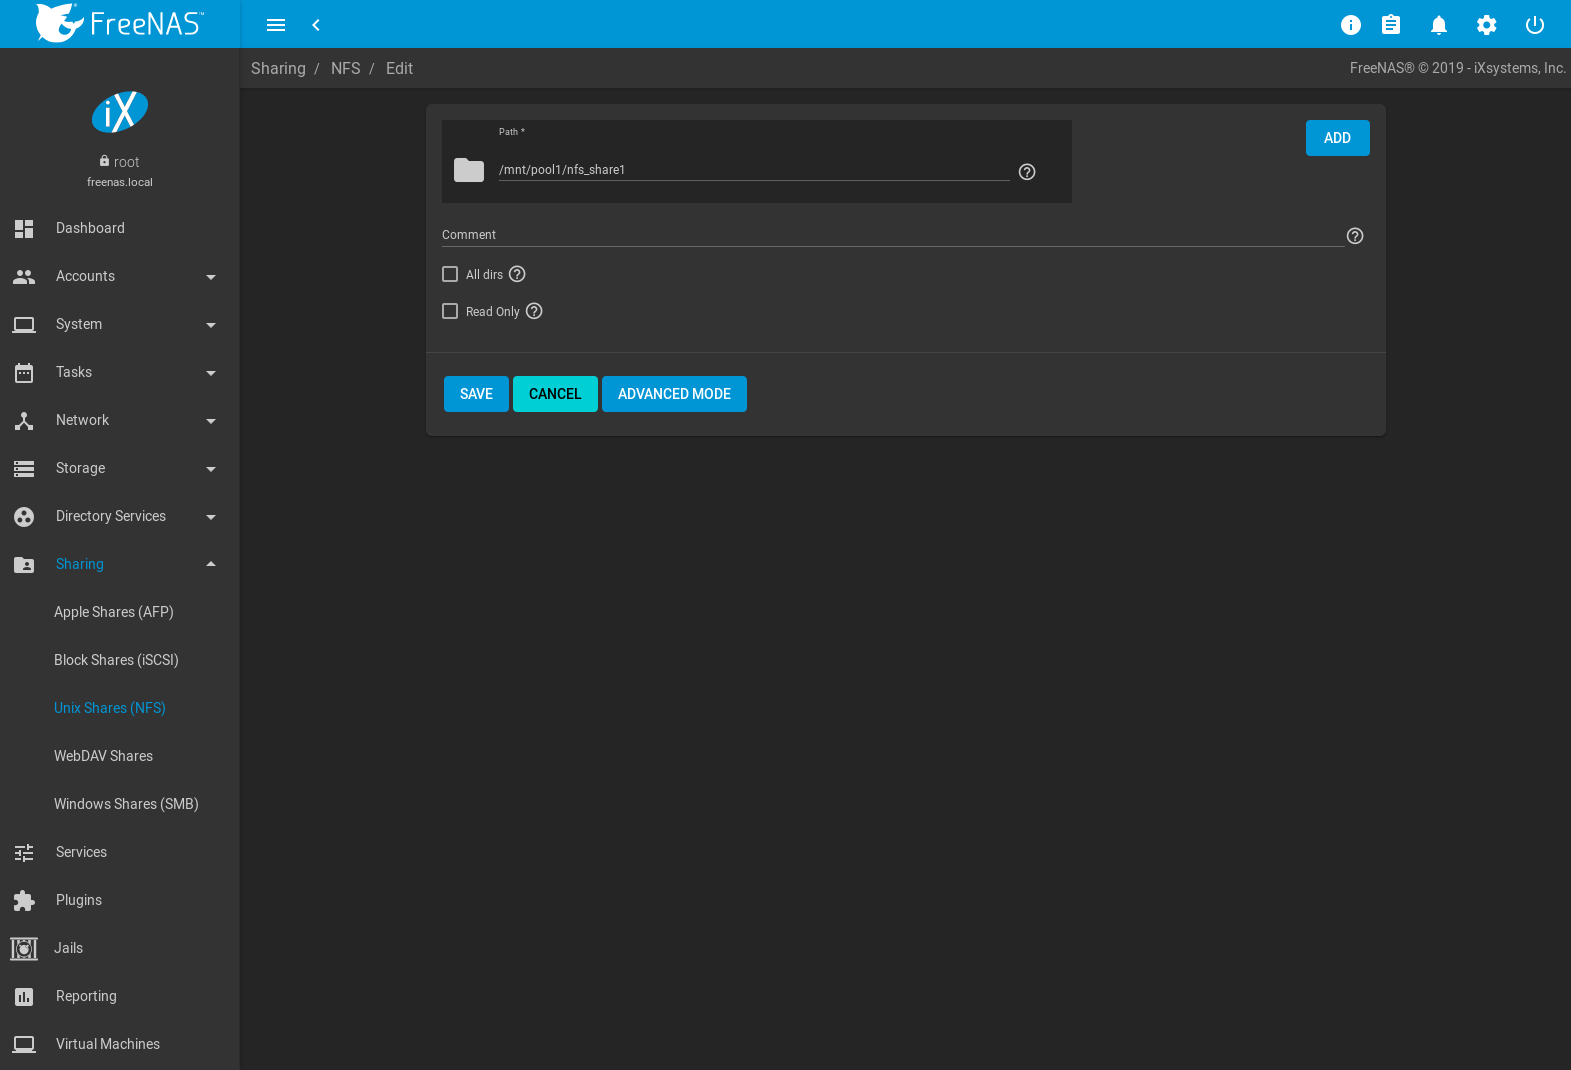 FreeNAS™
Sharing / NFS / Edit
FreeNAS® © 2019 - iXsystems, Inc.
iX
root
freenas.local
Dashboard
Accounts
System
Tasks
Network
Storage
Directory Services
Sharing
Apple Shares (AFP)
Block Shares (iSCSI)
Unix Shares (NFS)
WebDAV Shares
Windows Shares (SMB)
Services
Plugins
Jails
Reporting
Virtual Machines
Path *
/mnt/pool1/nfs_share1
ADD
Comment
All dirs
Read Only
SAVE CANCEL ADVANCED MODE